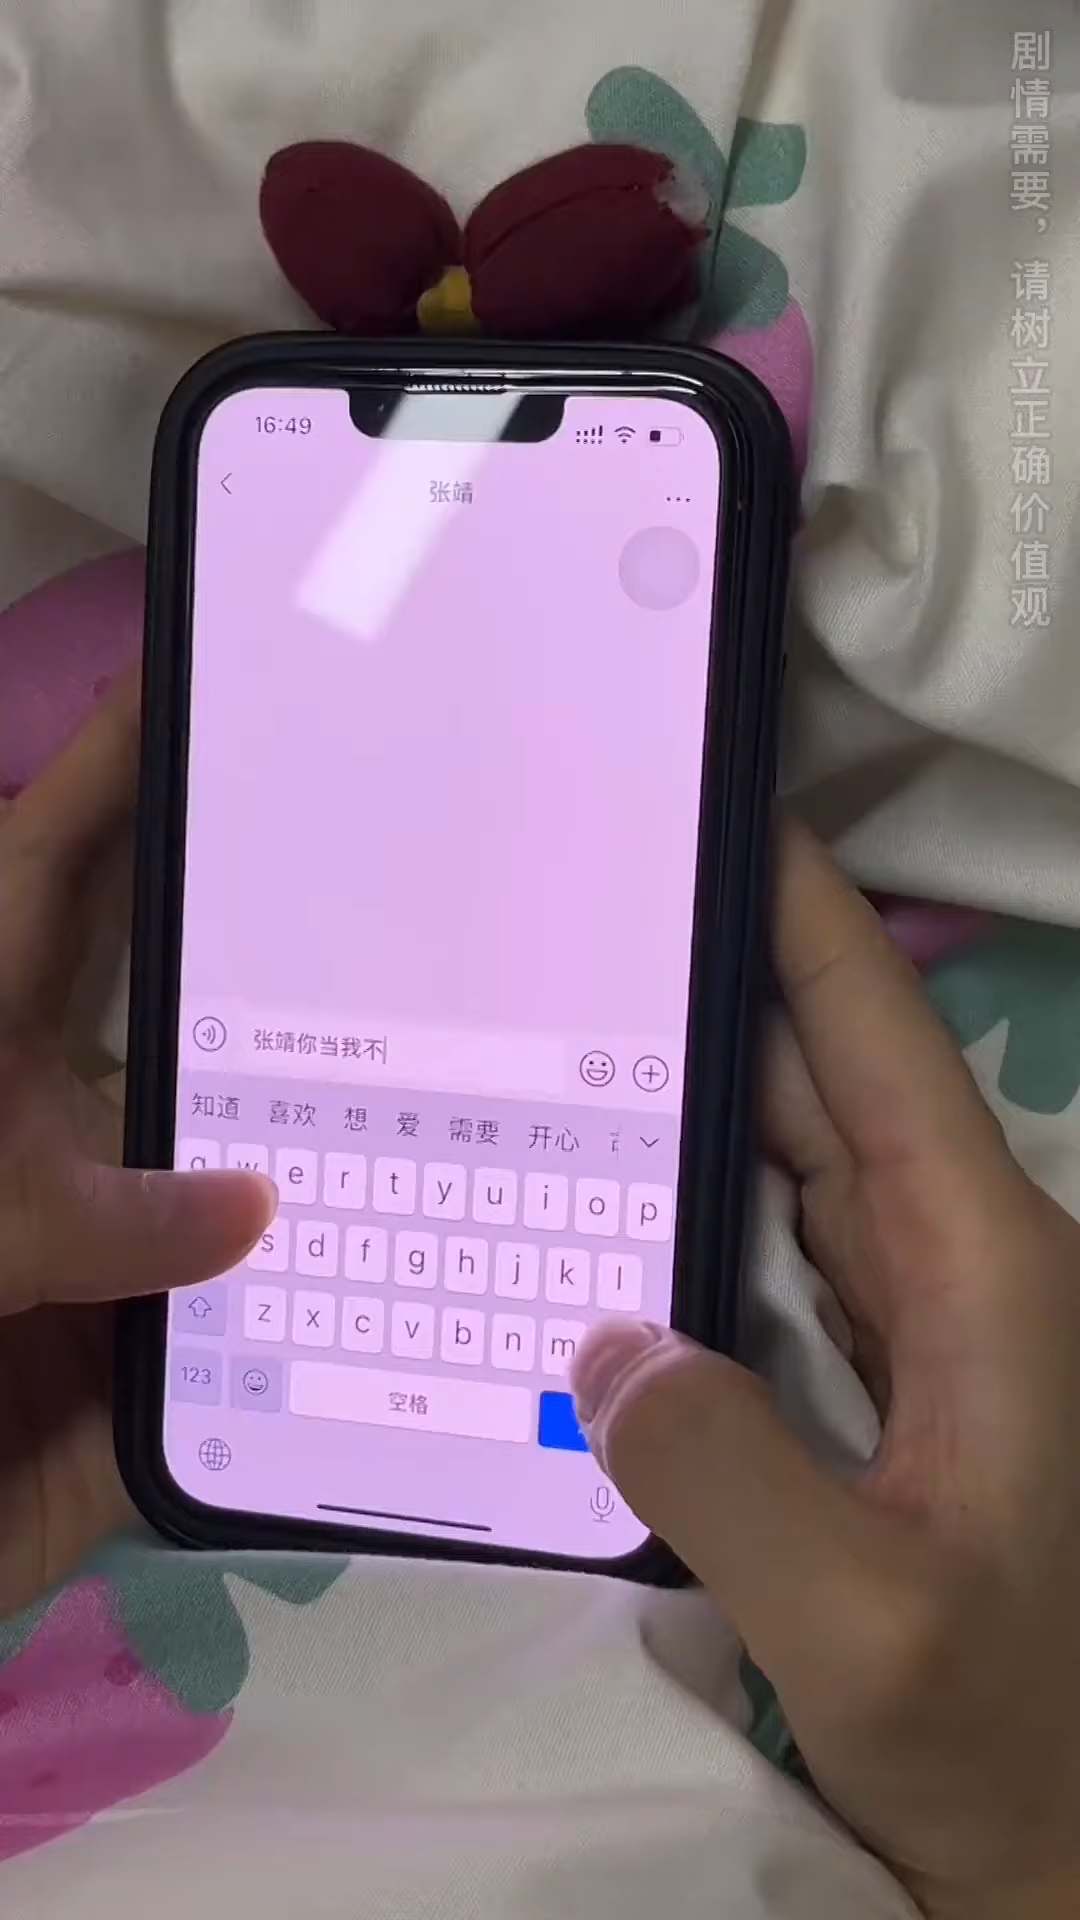 剧情需要，请树立正确价值观
16:49
张靖
张靖你当我不
知道 喜欢 想 爱 需要 开心
q w e r t y u i o p
s d f g h j k l
z x c v b n m
123 空格